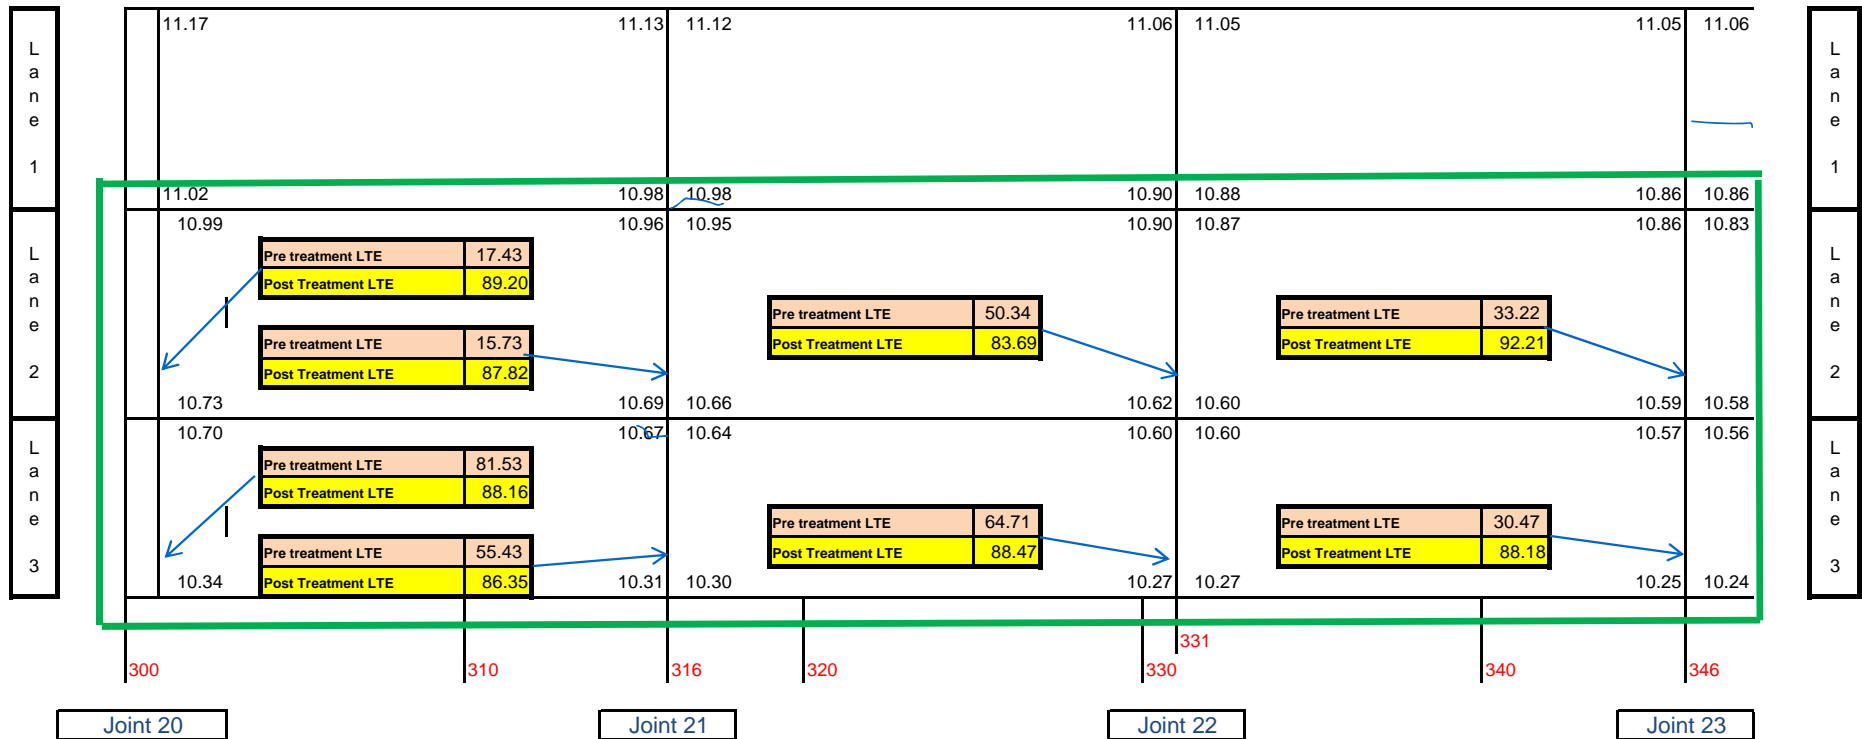 Lane 1
11.17 11.13 11.12 11.06 11.05 11.05 11.06
Lane 1
11.02 10.98 10.98 10.90 10.88 10.86 10.86
Lane 2
10.99 10.96 10.95 10.90 10.87 10.86 10.83
Lane 2
Pre treatment LTE 17.43
Post Treatment LTE 89.20
Pre treatment LTE 50.34
Post Treatment LTE 83.69
Pre treatment LTE 33.22
Post Treatment LTE 92.21
Pre treatment LTE 15.73
Post Treatment LTE 87.82
10.73 10.69 10.66 10.62 10.60 10.59 10.58
Lane 3
10.70 10.67 10.64 10.60 10.60 10.57 10.56
Lane 3
Pre treatment LTE 81.53
Post Treatment LTE 88.16
Pre treatment LTE 64.71
Post Treatment LTE 88.47
Pre treatment LTE 30.47
Post Treatment LTE 88.18
Pre treatment LTE 55.43
Post Treatment LTE 86.35
10.34 10.31 10.30 10.27 10.27 10.25 10.24
331
300 310 316 320 330 340 346
Joint 20 Joint 21 Joint 22 Joint 23